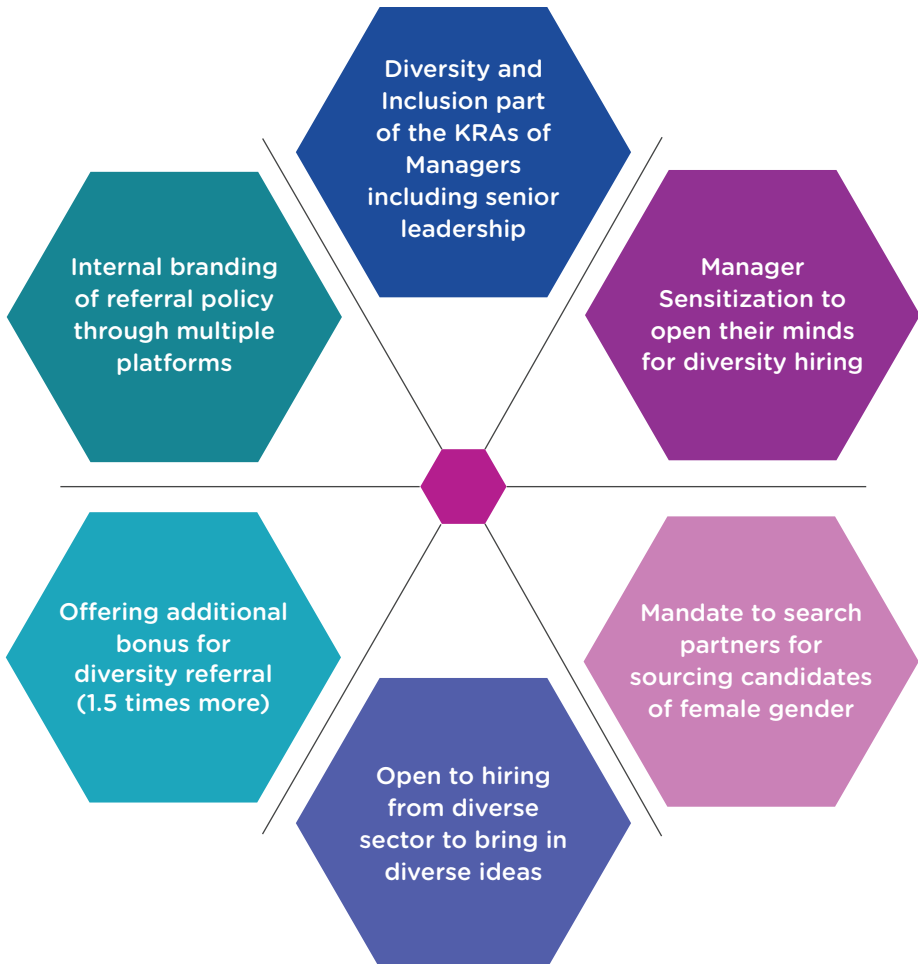 Diversity and
Inclusion part
of the KRAs of
Managers
including senior
leadership
Manager
Sensitization to
open their minds
for diversity hiring
Mandate to search
partners for
sourcing candidates
of female gender
Open to hiring
from diverse
sector to bring in
diverse ideas
Offering additional
bonus for
diversity referral
(1.5 times more)
Internal branding
of referral policy
through multiple
platforms